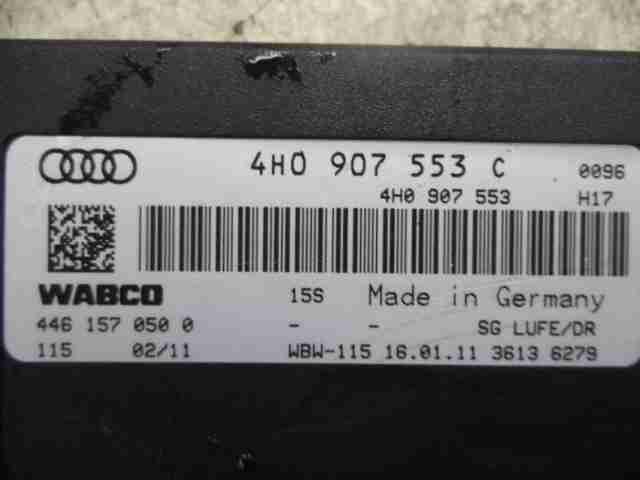 4H0 907 553 C 0096
4H0 907 553 H17
WABCO 15S Made in Germany
446 157 050 0 - - SG LUFE/DR
115 02/11 WBW-115 16.01.11 3613 6279